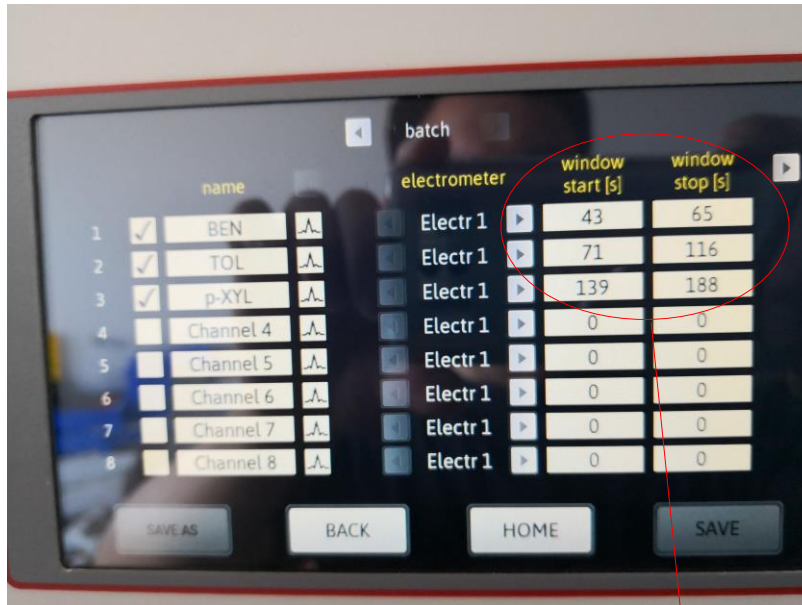 batch
name electrometer window start [s] window stop [s]
1 BEN Electr 1 43 65
2 TOL Electr 1 71 116
3 p-XYL Electr 1 139 188
4 Channel 4 Electr 1 0 0
5 Channel 5 Electr 1 0 0
6 Channel 6 Electr 1 0 0
7 Channel 7 Electr 1 0 0
8 Channel 8 Electr 1 0 0
SAVE AS BACK HOME SAVE